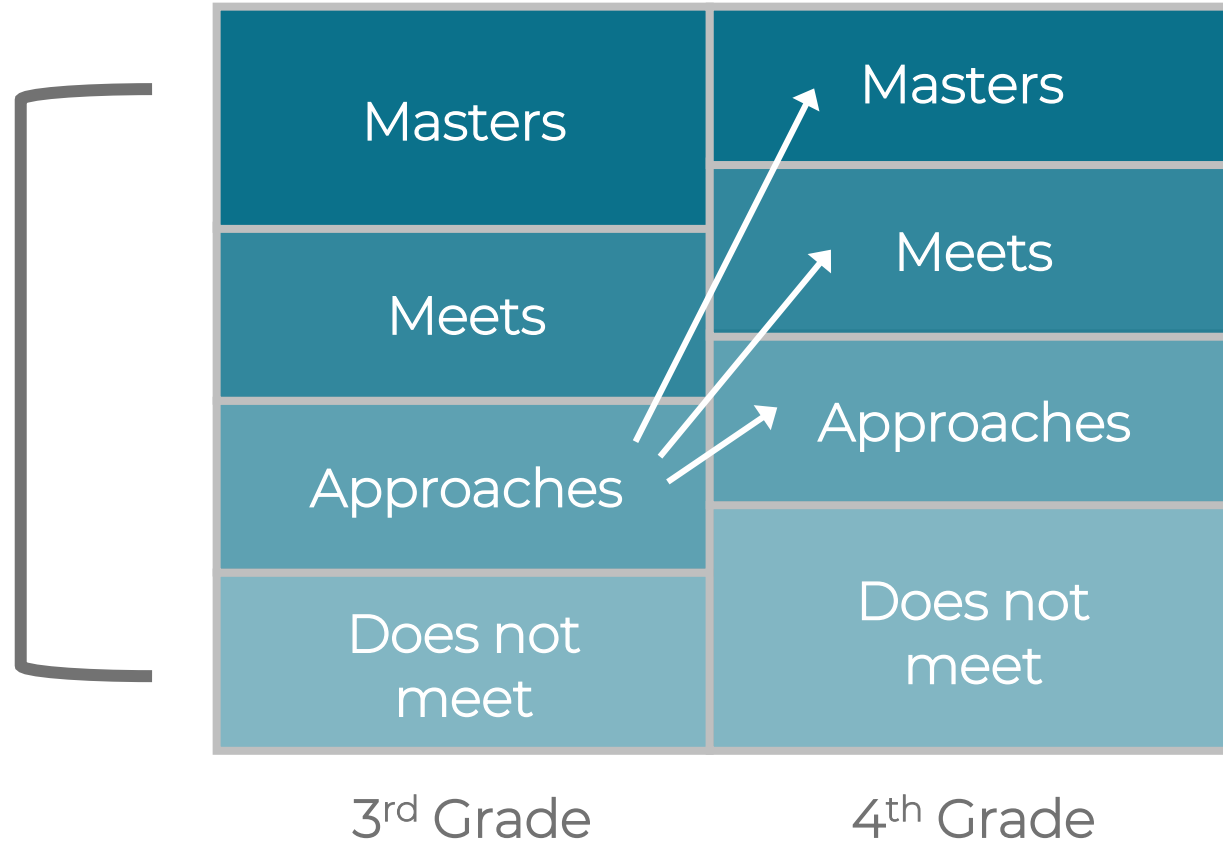 Masters
Meets
Approaches
Does not
meet
3rd Grade
Masters
Meets
Approaches
Does not
meet
4th Grade